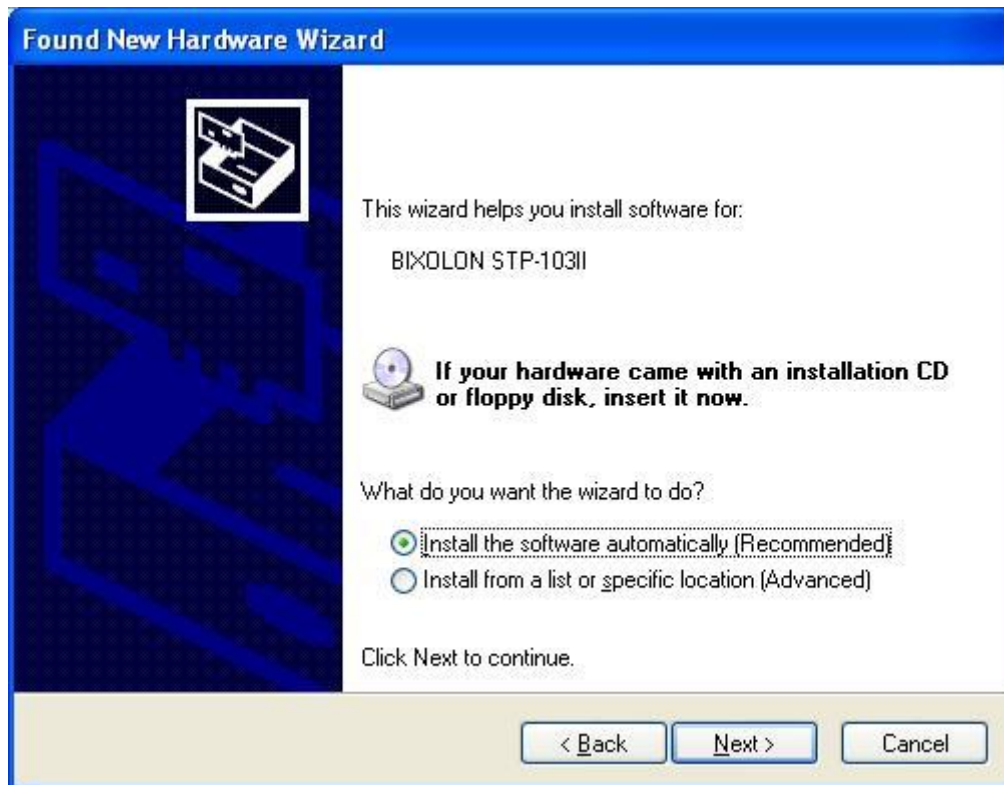 Found New Hardware Wizard
This wizard helps you install software for:
BIXOLON STP-103II
If your hardware came with an installation CD
or floppy disk, insert it now.
What do you want the wizard to do?
Install the software automatically (Recommended)
Install from a list or specific location (Advanced)
Click Next to continue.
< Back Next > Cancel